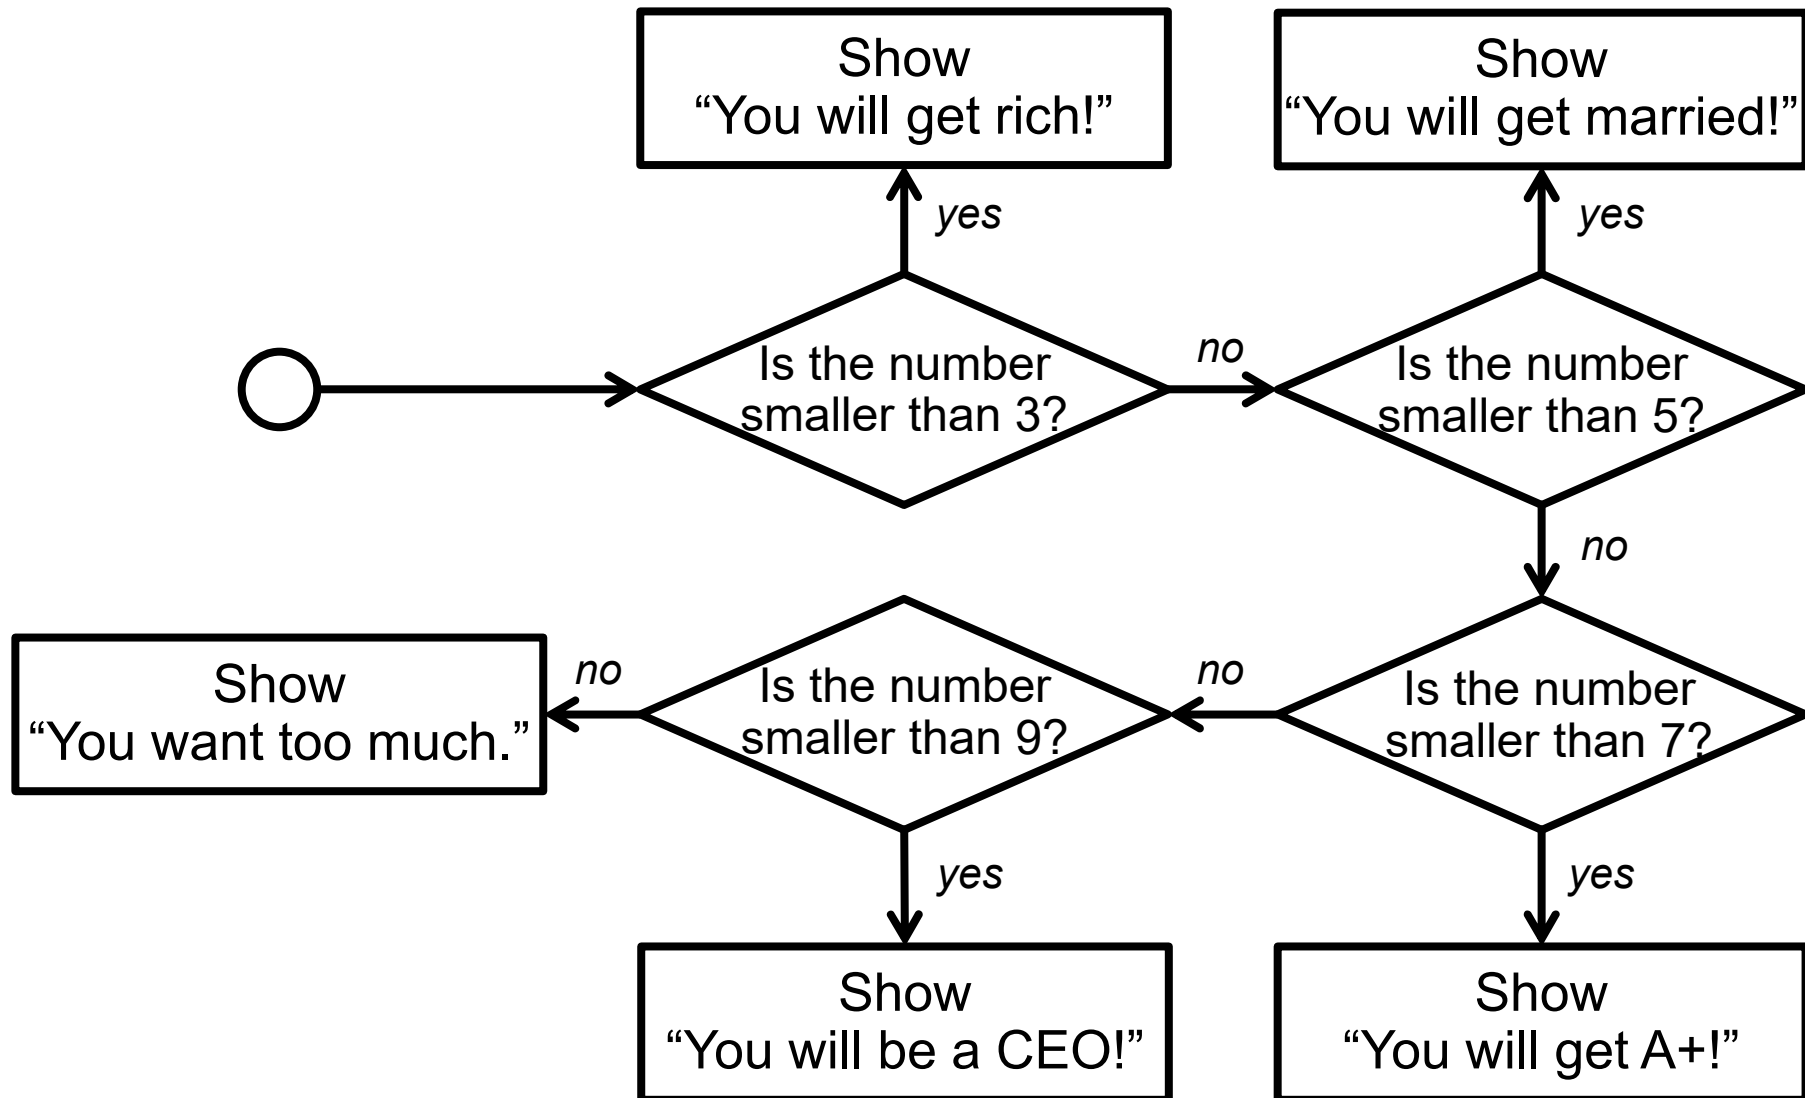 Show
“You will get rich!”
Show
“You will get married!”
yes
yes
Is the number
smaller than 3?
no
Is the number
smaller than 5?
no
Show
“You want too much.”
no
Is the number
smaller than 9?
no
Is the number
smaller than 7?
yes
yes
Show
“You will be a CEO!”
Show
“You will get A+!”